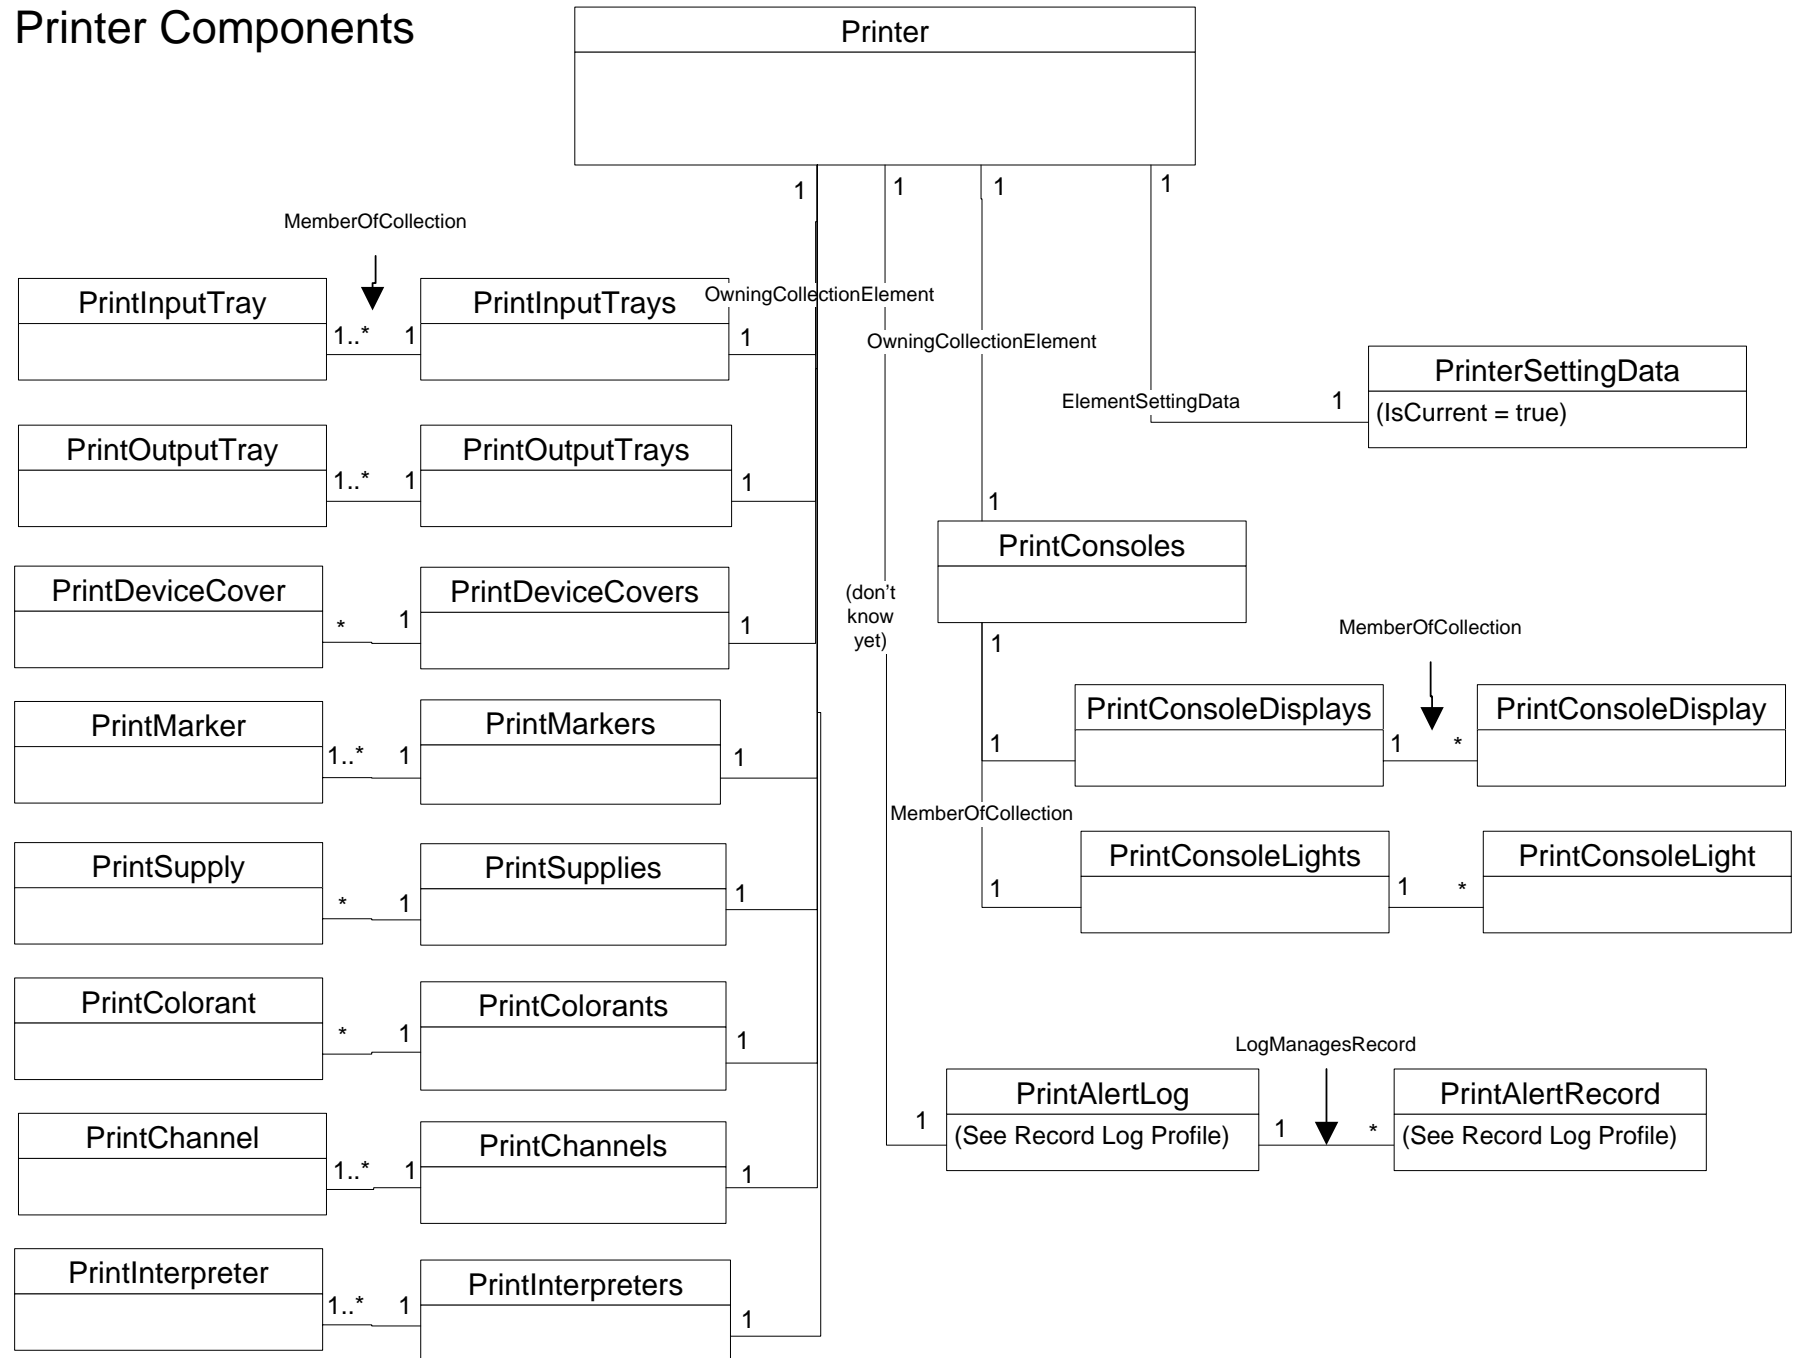 Printer Components
Printer
1
1
1
1
MemberOfCollection
PrintInputTray
1..*
1
PrintInputTrays
1
OwningCollectionElement
OwningCollectionElement
PrinterSettingData
(IsCurrent = true)
ElementSettingData
1
PrintOutputTray
1..*
1
PrintOutputTrays
1
1
PrintConsoles
PrintDeviceCover
*
1
PrintDeviceCovers
1
(don't
know
yet)
1
MemberOfCollection
PrintMarker
1..*
1
PrintMarkers
1
1
PrintConsoleDisplays
1
*
PrintConsoleDisplay
MemberOfCollection
PrintSupply
*
1
PrintSupplies
1
1
PrintConsoleLights
1
*
PrintConsoleLight
PrintColorant
*
1
PrintColorants
1
LogManagesRecord
PrintChannel
1..*
1
PrintChannels
1
1
PrintAlertLog
(See Record Log Profile)
1
*
PrintAlertRecord
(See Record Log Profile)
PrintInterpreter
1..*
1
PrintInterpreters
1